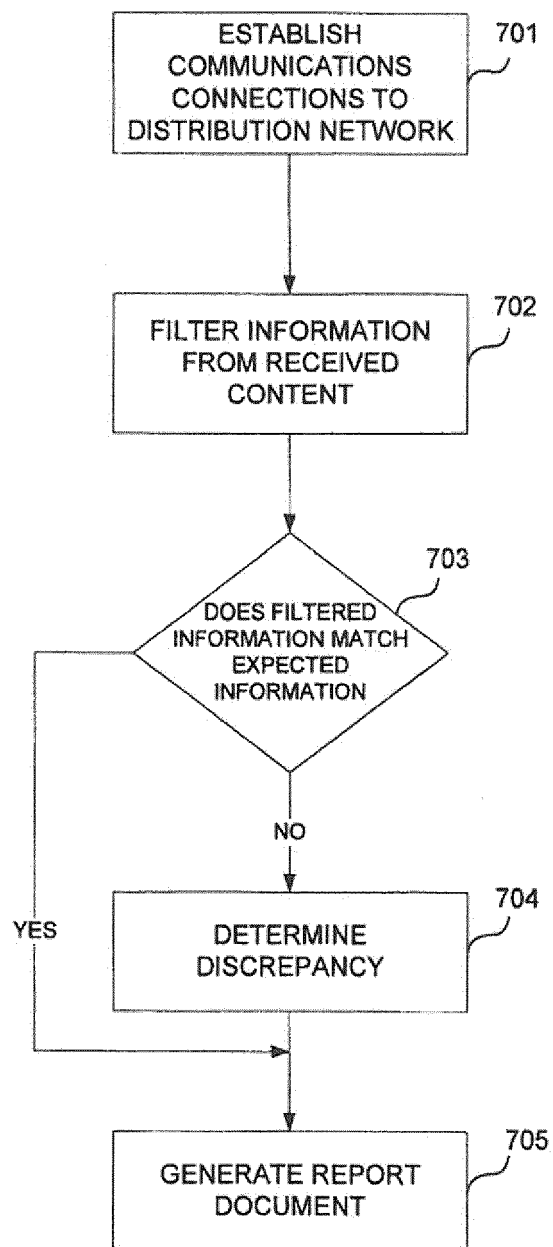 ESTABLISH
COMMUNICATIONS
CONNECTIONS TO
DISTRIBUTION NETWORK
701
FILTER INFORMATION
FROM RECEIVED
CONTENT
702
703
DOES FILTERED
INFORMATION MATCH
EXPECTED
INFORMATION
NO
YES
DETERMINE
DISCREPANCY
704
GENERATE REPORT
DOCUMENT
705